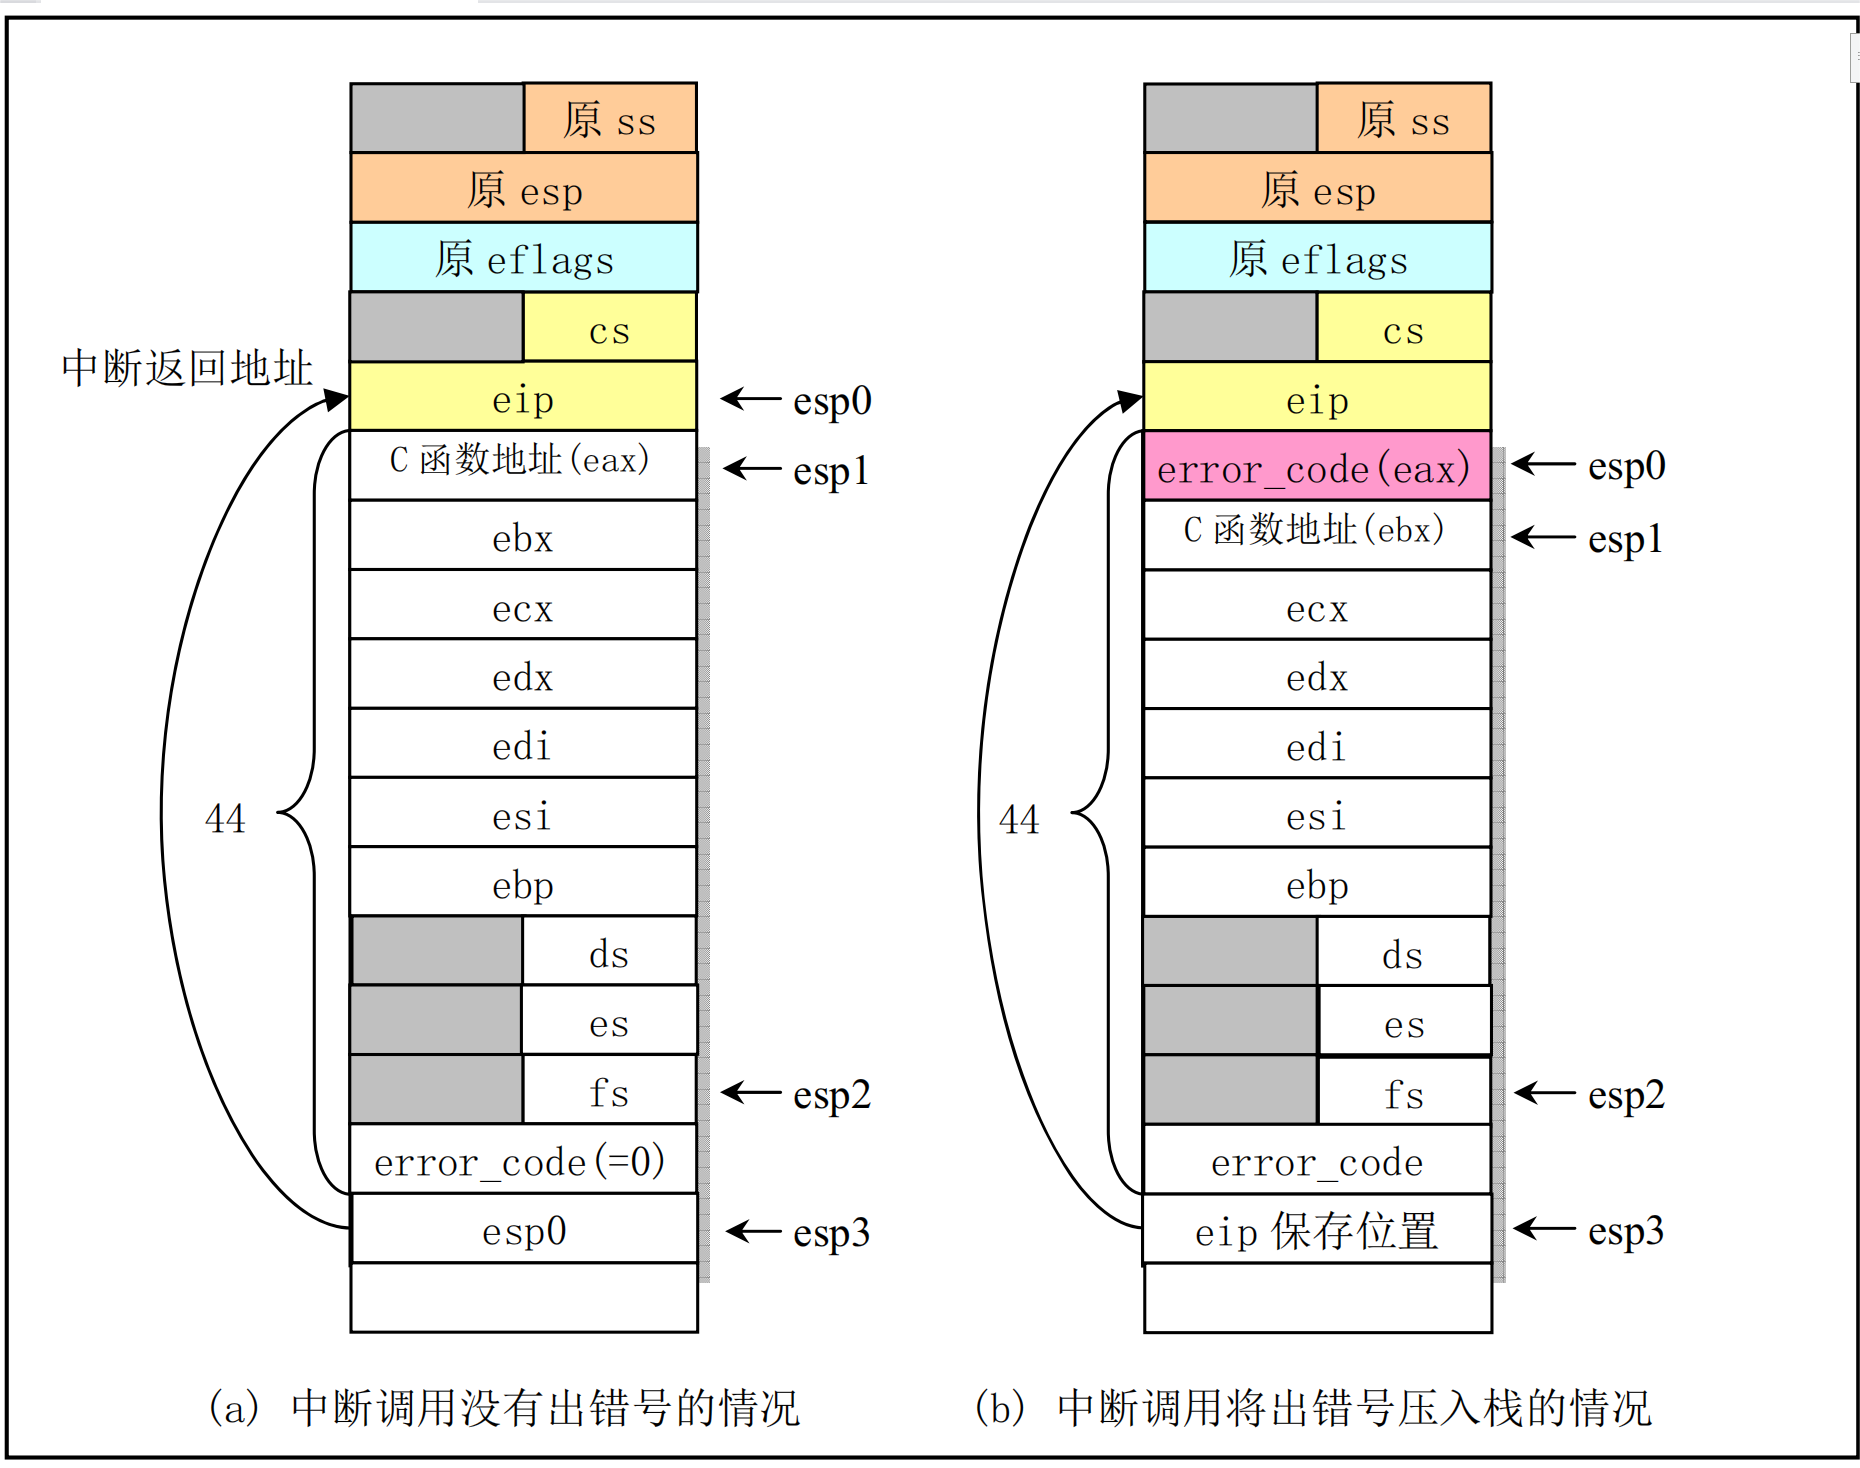 原 ss
原 esp
原 eflags
cs
中断返回地址
eip
esp0
C 函数地址(eax)
esp1
ebx
ecx
edx
edi
44
esi
ebp
ds
es
fs
esp2
error_code(=0)
esp0
esp3
(a) 中断调用没有出错号的情况
原 ss
原 esp
原 eflags
cs
eip
error_code(eax)
esp0
C 函数地址(ebx)
esp1
ecx
edx
edi
44
esi
ebp
ds
es
fs
esp2
error_code
eip 保存位置
esp3
(b) 中断调用将出错号压入栈的情况